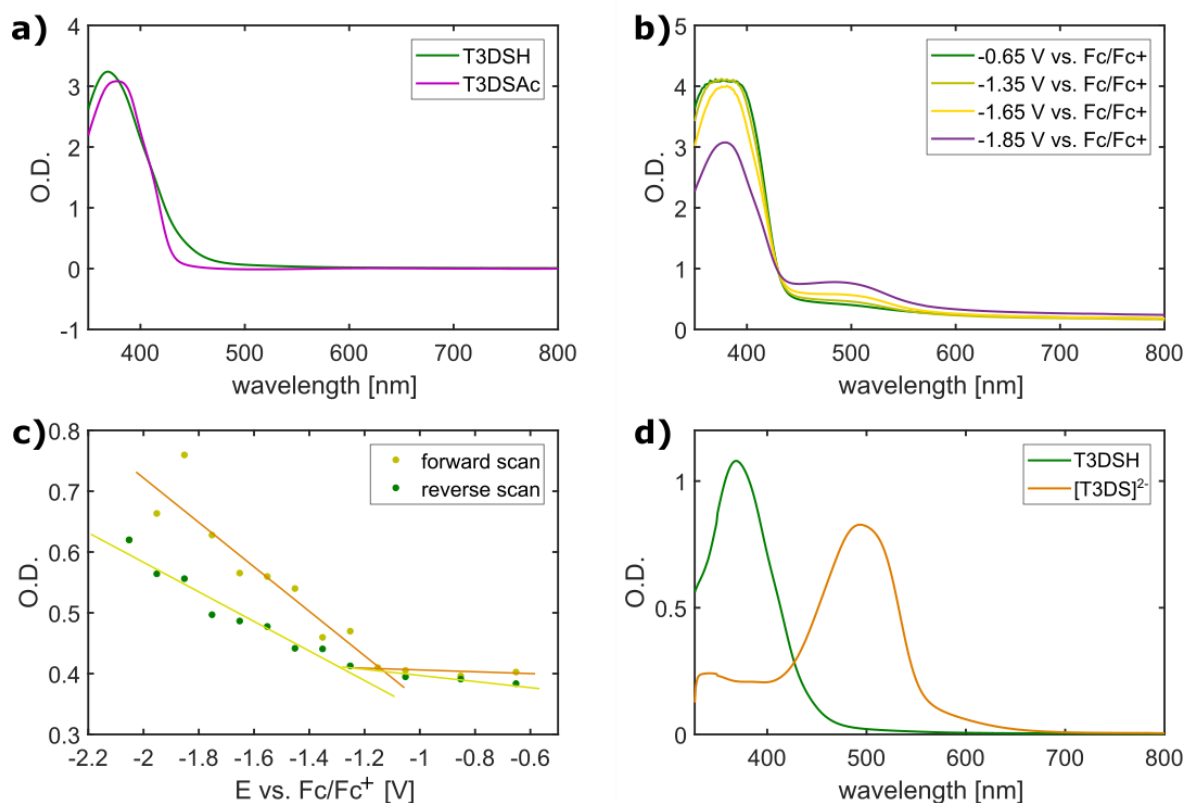 a)
4
3
2
1
0
-1
O.D.
T3DSH
T3DSAc
400
500
600
700
800
wavelength [nm]
b)
5
4
3
2
1
0
O.D.
-0.65 V vs. Fc/Fc+
-1.35 V vs. Fc/Fc+
-1.65 V vs. Fc/Fc+
-1.85 V vs. Fc/Fc+
400
500
600
700
800
wavelength [nm]
c)
0.8
0.7
0.6
0.5
0.4
0.3
O.D.
forward scan
reverse scan
-2.2
-2
-1.8
-1.6
-1.4
-1.2
-1
-0.8
-0.6
E vs. Fc/Fc⁺ [V]
d)
1
0.5
0
O.D.
T3DSH
[T3DS]²⁻
400
500
600
700
800
wavelength [nm]